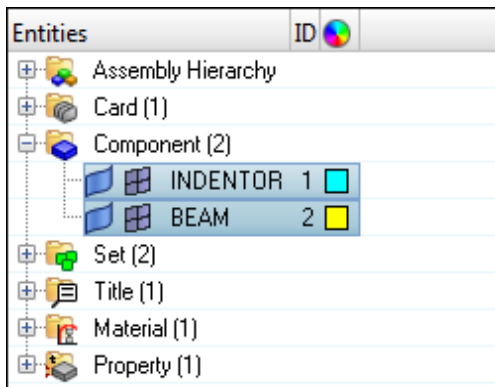 Entities ID
Assembly Hierarchy
Card (1)
Component (2)
INDENTOR 1
BEAM 2
Set (2)
Title (1)
Material (1)
Property (1)